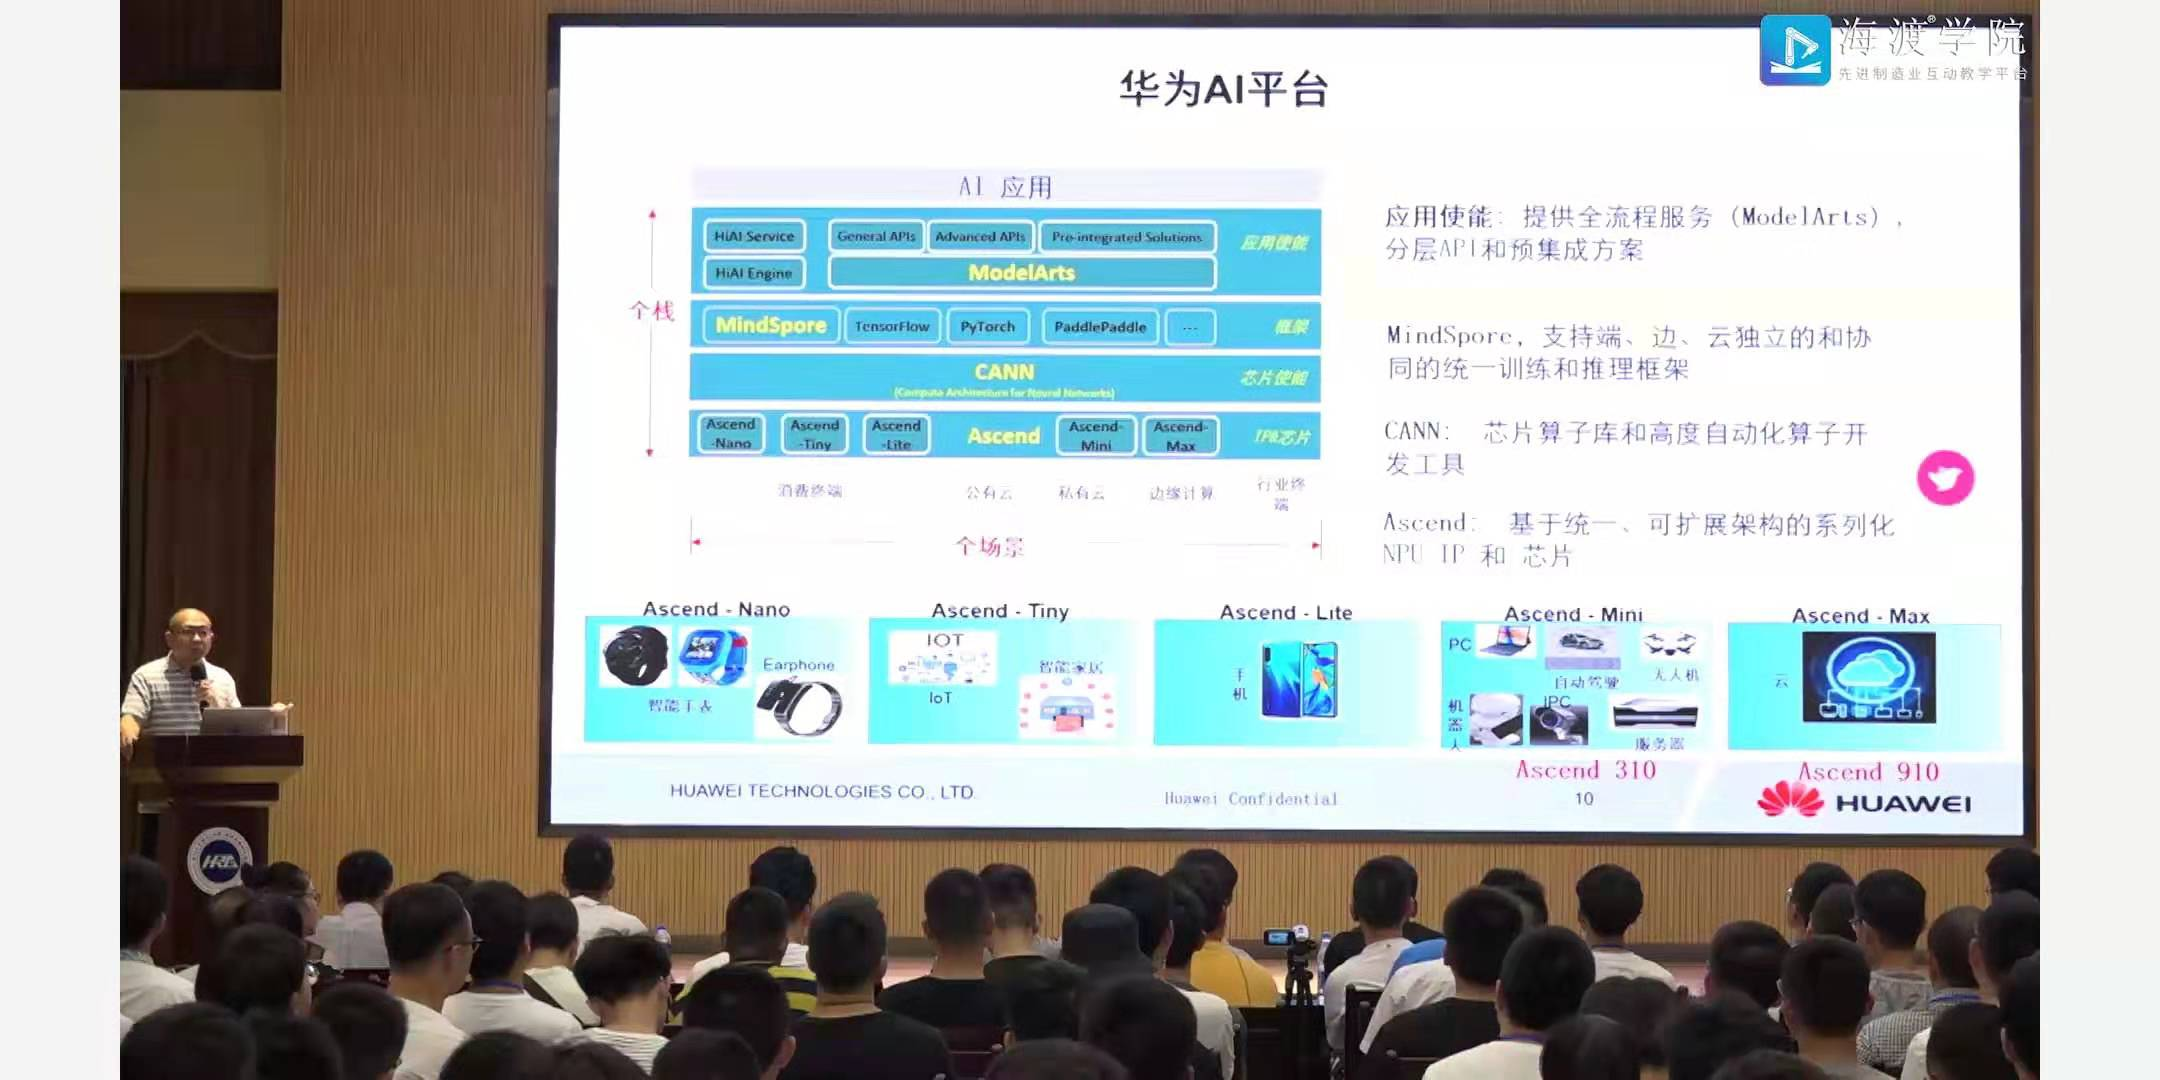 海渡®学院
先进制造业互动教学平台
华为AI平台
AI 应用
HiAI Service
General APIs
Advanced APIs
Pre-integrated Solutions
应用使能
HiAI Engine
ModelArts
个栈
MindSpore
TensorFlow
PyTorch
PaddlePaddle
...
框架
CANN
(Compute Architecture for Neural Networks)
芯片使能
Ascend
-Nano
Ascend
-Tiny
Ascend
-Lite
Ascend
Ascend-
Mini
Ascend-
Max
IP&芯片
消费终端
公有云
私有云
边缘计算
行业终
端
个场景
应用使能: 提供全流程服务 (ModelArts) ,
分层API和预集成方案
MindSpore, 支持端、边、云独立的和协
同的统一训练和推理框架
CANN: 芯片算子库和高度自动化算子开
发工具
Ascend: 基于统一、可扩展架构的系列化
NPU IP 和 芯片
Ascend - Nano
Earphone
智能手表
Ascend - Tiny
IOT
IoT
智能家居
Ascend - Lite
手
机
Ascend - Mini
PC
自动驾驶
无人机
机
器
人
iPC
服务器
Ascend 310
Ascend - Max
云
Ascend 910
HUAWEI TECHNOLOGIES CO., LTD.
Huawei Confidential
10
HUAWEI
HRA